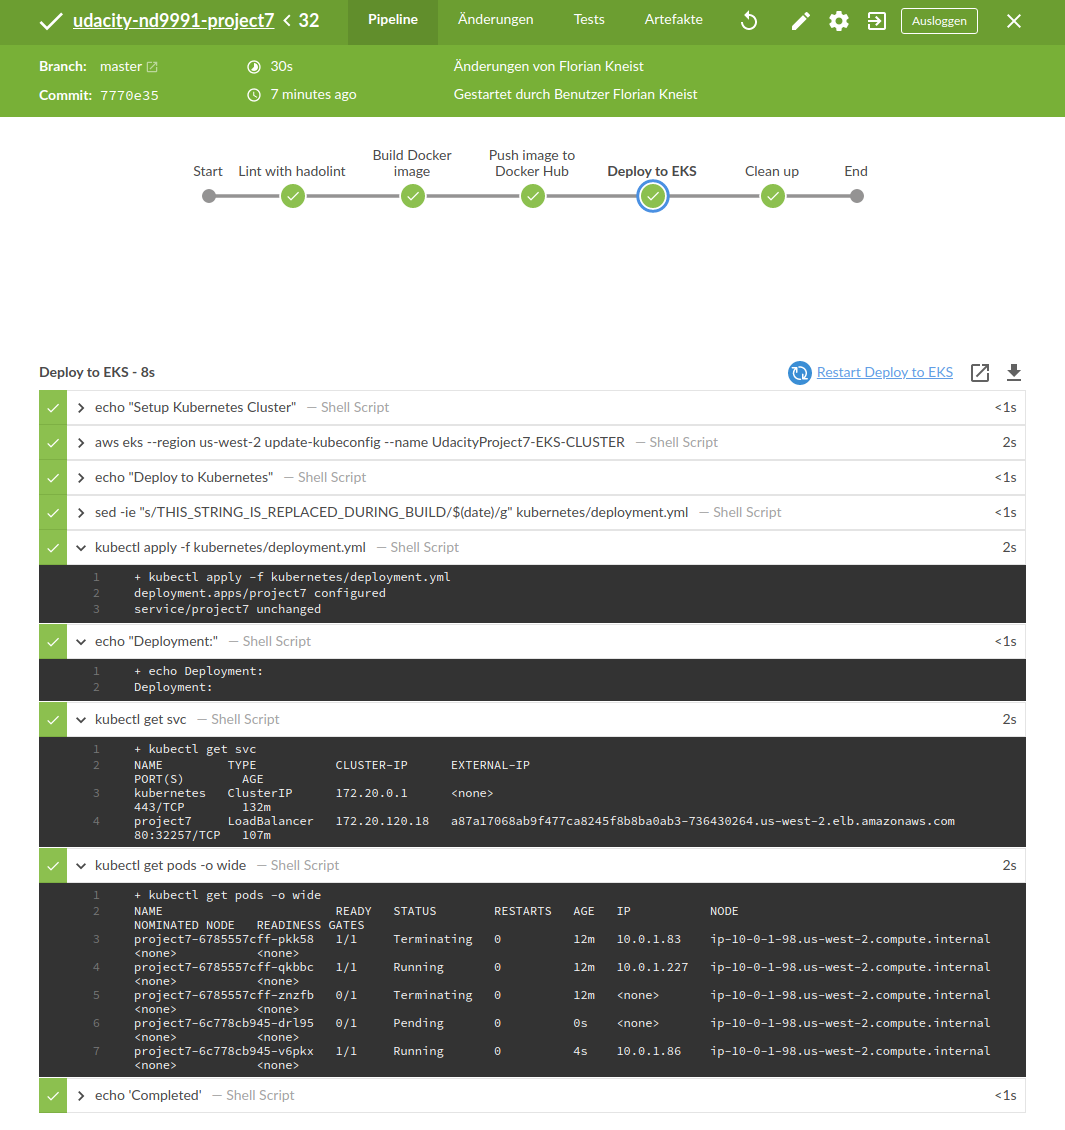 udacity-nd9991-project7 < 32 Pipeline Änderungen Tests Artefakte Ausloggen
Branch: master 30s Änderungen von Florian Kneist
Commit: 7770e35 7 minutes ago Gestartet durch Benutzer Florian Kneist
Start Lint with hadolint Build Docker image Push image to Docker Hub Deploy to EKS Clean up End
Deploy to EKS - 8s Restart Deploy to EKS
echo "Setup Kubernetes Cluster" — Shell Script <1s
aws eks --region us-west-2 update-kubeconfig --name UdacityProject7-EKS-CLUSTER — Shell Script 2s
echo "Deploy to Kubernetes" — Shell Script <1s
sed -ie "s/THIS_STRING_IS_REPLACED_DURING_BUILD/$(date)/g" kubernetes/deployment.yml — Shell Script <1s
kubectl apply -f kubernetes/deployment.yml — Shell Script 2s
1 + kubectl apply -f kubernetes/deployment.yml
2 deployment.apps/project7 configured
3 service/project7 unchanged
echo "Deployment:" — Shell Script <1s
1 + echo Deployment:
2 Deployment:
kubectl get svc — Shell Script 2s
1 + kubectl get svc
2 NAME TYPE CLUSTER-IP EXTERNAL-IP
PORT(S) AGE
3 kubernetes ClusterIP 172.20.0.1 <none>
443/TCP 132m
4 project7 LoadBalancer 172.20.120.18 a87a17068ab9f477ca8245f8b8ba0ab3-736430264.us-west-2.elb.amazonaws.com
80:32257/TCP 107m
kubectl get pods -o wide — Shell Script 2s
1 + kubectl get pods -o wide
2 NAME READY STATUS RESTARTS AGE IP NODE
NOMINATED NODE READINESS GATES
3 project7-6785557cff-pkk58 1/1 Terminating 0 12m 10.0.1.83 ip-10-0-1-98.us-west-2.compute.internal
<none> <none>
4 project7-6785557cff-qkbbc 1/1 Running 0 12m 10.0.1.227 ip-10-0-1-98.us-west-2.compute.internal
<none> <none>
5 project7-6785557cff-znzfb 0/1 Terminating 0 12m <none> ip-10-0-1-98.us-west-2.compute.internal
<none> <none>
6 project7-6c778cb945-drl95 0/1 Pending 0 0s <none> ip-10-0-1-98.us-west-2.compute.internal
<none> <none>
7 project7-6c778cb945-v6pkx 1/1 Running 0 4s 10.0.1.86 ip-10-0-1-98.us-west-2.compute.internal
<none> <none>
echo 'Completed' — Shell Script <1s